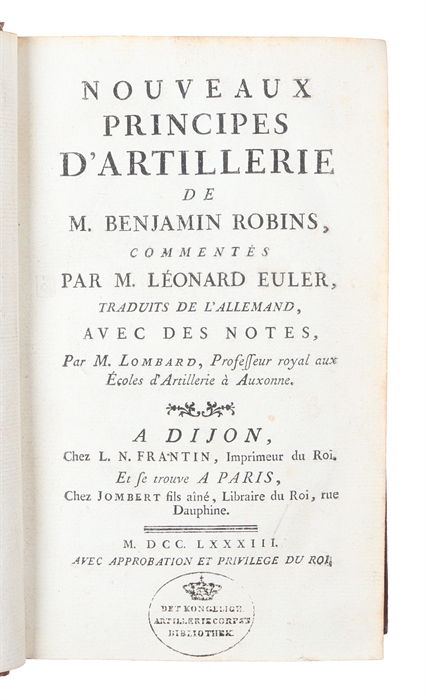 NOUVEAUX
PRINCIPES
D'ARTILLERIE
DE
M. BENJAMIN ROBINS,
COMMENTÉS
PAR M. LÉONARD EULER,
TRADUITS DE L'ALLEMAND,
AVEC DES NOTES,
Par M. LOMBARD, Profeſſeur royal aux
Écoles d'Artillerie à Auxonne.
A DIJON,
Chez L. N. FRANTIN, Imprimeur du Roi.
Et ſe trouve A PARIS,
Chez JOMBERT fils aîné, Libraire du Roi, rue
Dauphine.
M. DCC. LXXXIII.
AVEC APPROBATION ET PRIVILEGE DU ROI.
DET KONGELIGE
ARTILLERIECORPS'S
BIBLIOTHEK.